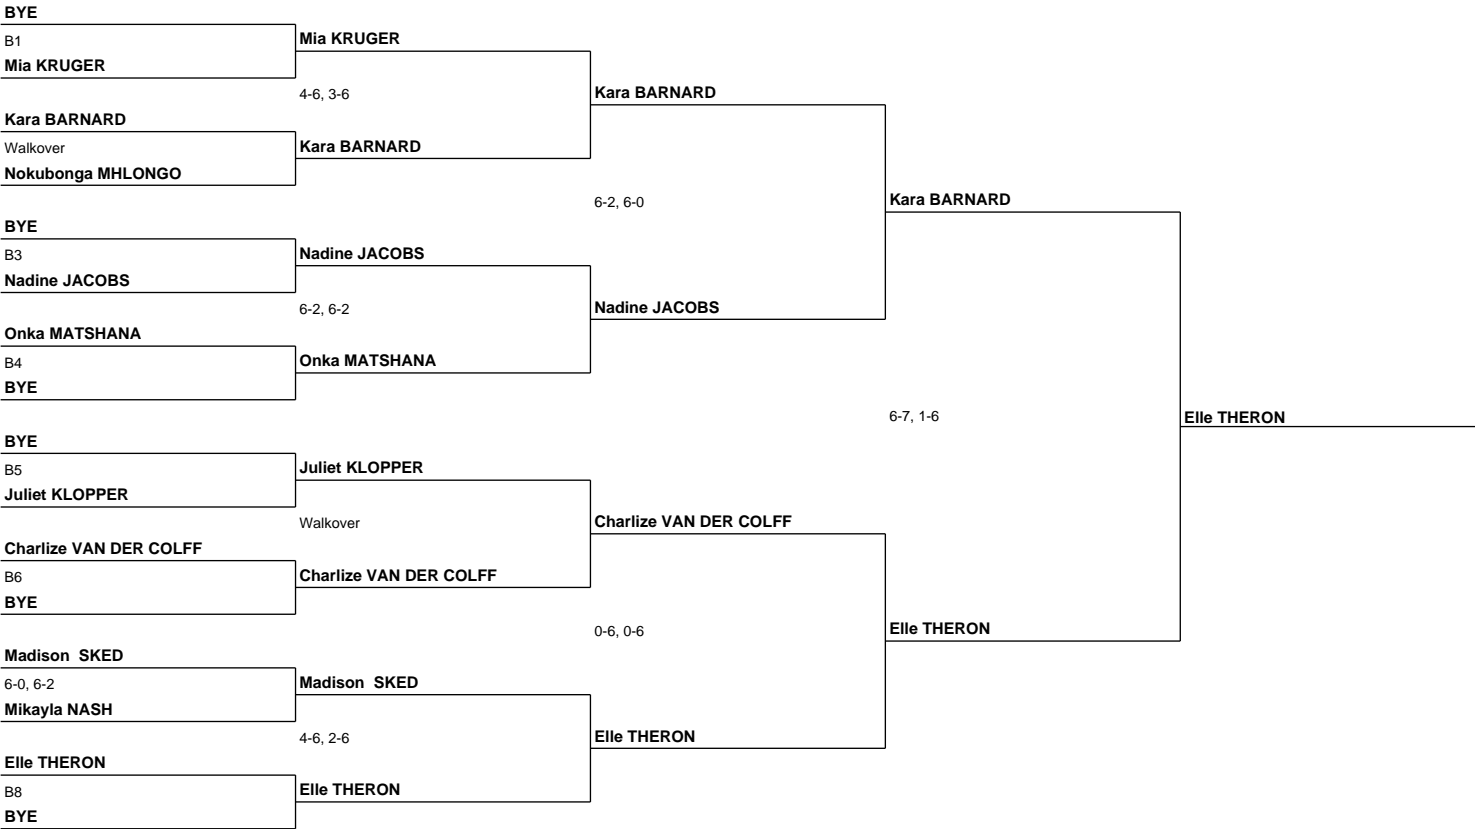 BYE
B1
Mia KRUGER
Kara BARNARD
Walkover
Nokubonga MHLONGO
BYE
B3
Nadine JACOBS
Onka MATSHANA
B4
BYE
BYE
B5
Juliet KLOPPER
Charlize VAN DER COLFF
B6
BYE
Madison  SKED
6-0, 6-2
Mikayla NASH
Elle THERON
B8
BYE
Mia KRUGER
4-6, 3-6
Kara BARNARD
Nadine JACOBS
6-2, 6-2
Onka MATSHANA
Juliet KLOPPER
Walkover
Charlize VAN DER COLFF
Madison  SKED
4-6, 2-6
Elle THERON
Kara BARNARD
6-2, 6-0
Nadine JACOBS
Charlize VAN DER COLFF
0-6, 0-6
Elle THERON
Kara BARNARD
6-7, 1-6
Elle THERON
Elle THERON